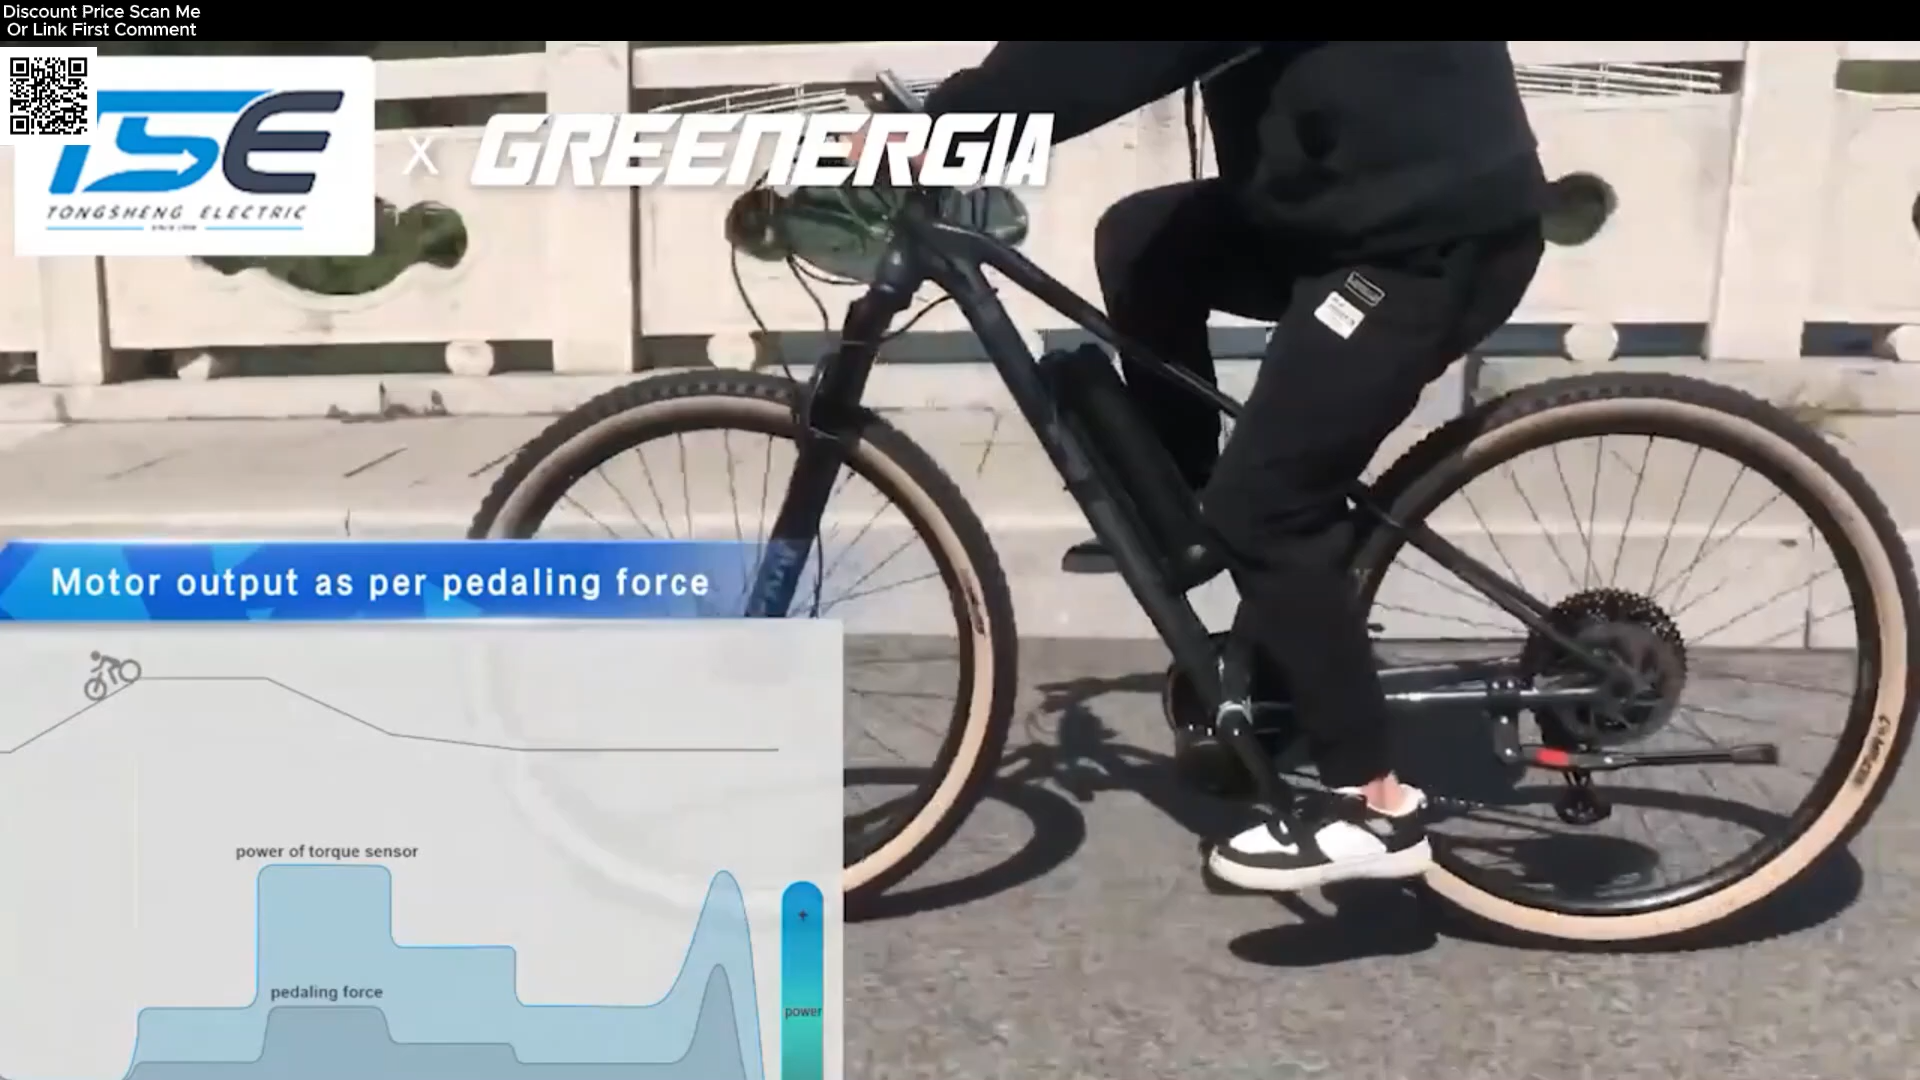 Discount Price Scan Me
Or Link First Comment
TSE
TONGSHENG ELECTRIC
X GREENERGIA
Motor output as per pedaling force
power of torque sensor
pedaling force
+
power